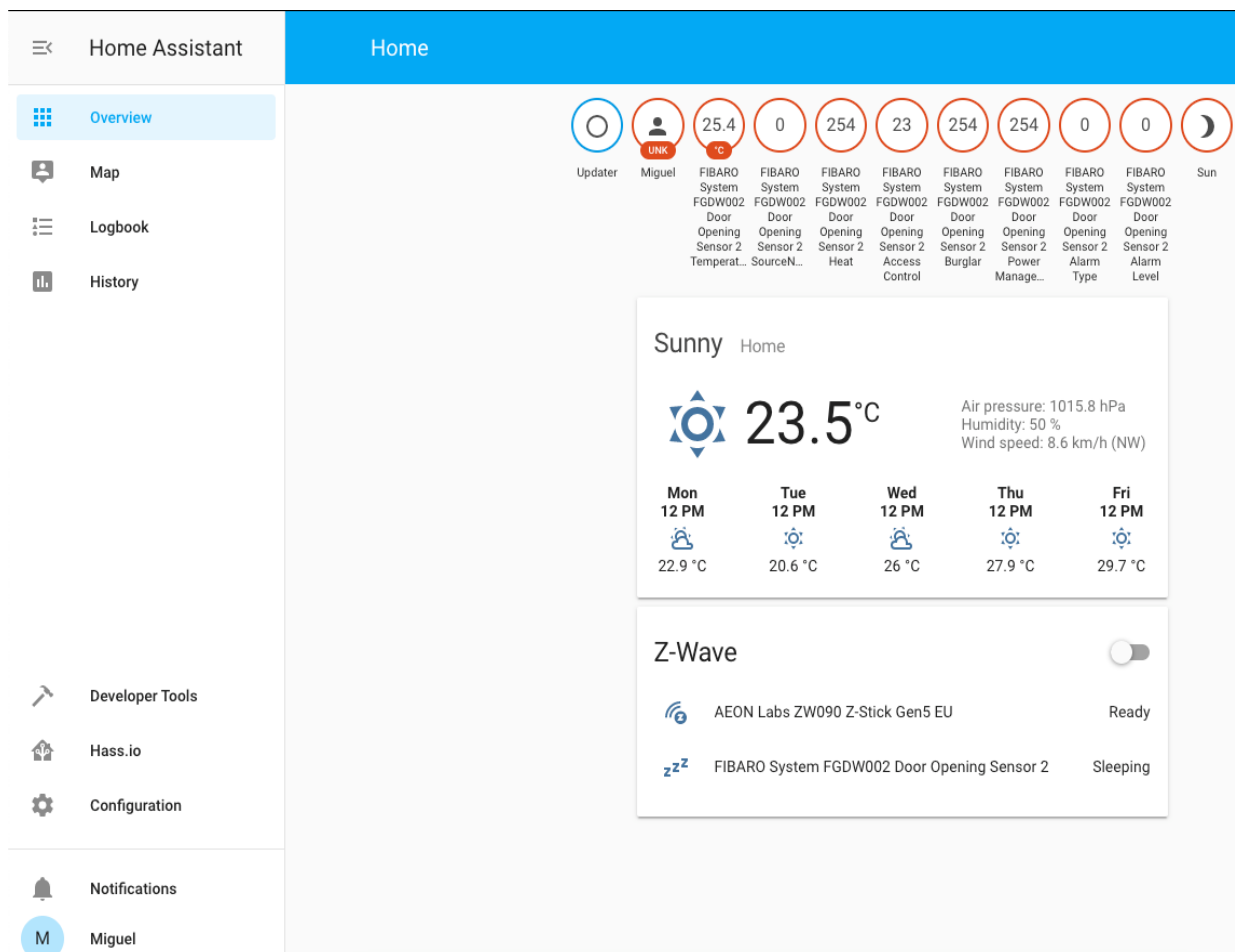 Home Assistant
Home
Overview
Map
Logbook
History
Developer Tools
Hass.io
Configuration
Notifications
M
Miguel
UNK
25.4
°C
0
254
23
254
254
0
0
Updater
Miguel
FIBARO
System
FGDW002
Door
Opening
Sensor 2
Temperat...
FIBARO
System
FGDW002
Door
Opening
Sensor 2
SourceN...
FIBARO
System
FGDW002
Door
Opening
Sensor 2
Heat
FIBARO
System
FGDW002
Door
Opening
Sensor 2
Access
Control
FIBARO
System
FGDW002
Door
Opening
Sensor 2
Burglar
FIBARO
System
FGDW002
Door
Opening
Sensor 2
Power
Manage...
FIBARO
System
FGDW002
Door
Opening
Sensor 2
Alarm
Type
FIBARO
System
FGDW002
Door
Opening
Sensor 2
Alarm
Level
Sun
Sunny Home
23.5 °C
Air pressure: 1015.8 hPa
Humidity: 50 %
Wind speed: 8.6 km/h (NW)
Mon Tue Wed Thu Fri
12 PM 12 PM 12 PM 12 PM 12 PM
22.9 °C 20.6 °C 26 °C 27.9 °C 29.7 °C
Z-Wave
AEON Labs ZW090 Z-Stick Gen5 EU Ready
zzz FIBARO System FGDW002 Door Opening Sensor 2 Sleeping